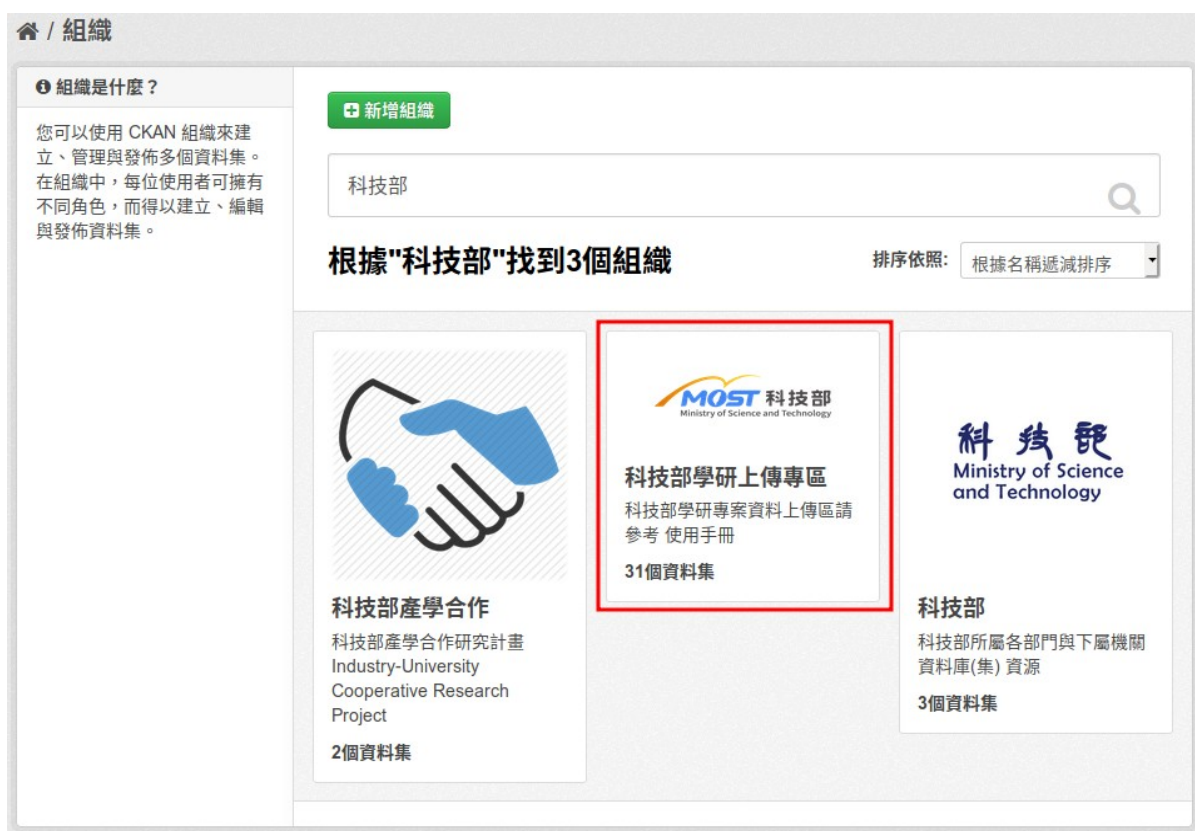 / 組織
組織是什麼？
您可以使用 CKAN 組織來建
立、管理與發佈多個資料集。
在組織中，每位使用者可擁有
不同角色，而得以建立、編輯
與發佈資料集。
新增組織
科技部
根據"科技部"找到3個組織
排序依照:
根據名稱遞減排序
科技部產學合作
科技部產學合作研究計畫
Industry-University
Cooperative Research
Project
2個資料集
MOST 科技部
Ministry of Science and Technology
科技部學研上傳專區
科技部學研專案資料上傳區請
參考 使用手冊
31個資料集
科技部
Ministry of Science
and Technology
科技部
科技部所屬各部門與下屬機關
資料庫(集) 資源
3個資料集